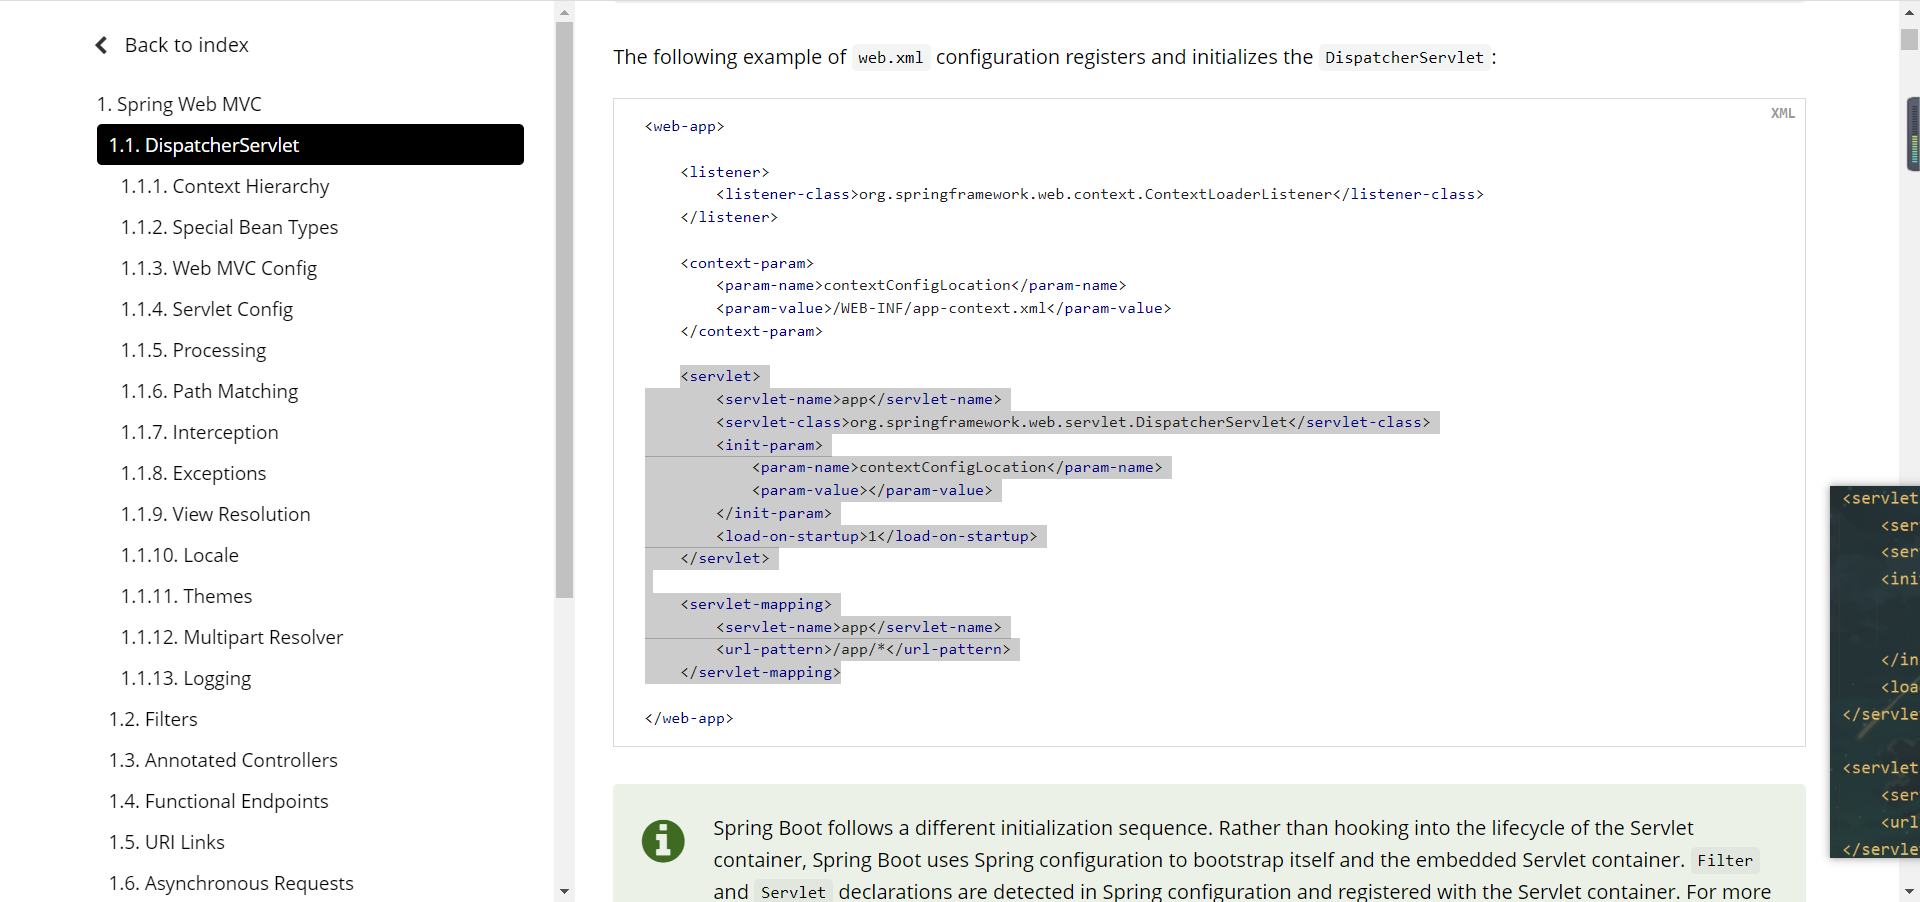 Back to index
1. Spring Web MVC
1.1. DispatcherServlet
1.1.1. Context Hierarchy
1.1.2. Special Bean Types
1.1.3. Web MVC Config
1.1.4. Servlet Config
1.1.5. Processing
1.1.6. Path Matching
1.1.7. Interception
1.1.8. Exceptions
1.1.9. View Resolution
1.1.10. Locale
1.1.11. Themes
1.1.12. Multipart Resolver
1.1.13. Logging
1.2. Filters
1.3. Annotated Controllers
1.4. Functional Endpoints
1.5. URI Links
1.6. Asynchronous Requests
The following example of web.xml configuration registers and initializes the DispatcherServlet:
XML
<web-app>
<listener>
<listener-class>org.springframework.web.context.ContextLoaderListener</listener-class>
</listener>
<context-param>
<param-name>contextConfigLocation</param-name>
<param-value>/WEB-INF/app-context.xml</param-value>
</context-param>
<servlet>
<servlet-name>app</servlet-name>
<servlet-class>org.springframework.web.servlet.DispatcherServlet</servlet-class>
<init-param>
<param-name>contextConfigLocation</param-name>
<param-value></param-value>
</init-param>
<load-on-startup>1</load-on-startup>
</servlet>
<servlet-mapping>
<servlet-name>app</servlet-name>
<url-pattern>/app/*</url-pattern>
</servlet-mapping>
</web-app>
Spring Boot follows a different initialization sequence. Rather than hooking into the lifecycle of the Servlet
container, Spring Boot uses Spring configuration to bootstrap itself and the embedded Servlet container. Filter
and Servlet declarations are detected in Spring configuration and registered with the Servlet container. For more
<servlet
<ser
<ser
<ini
</in
<loa
</servle
<servlet
<ser
<url
</servle